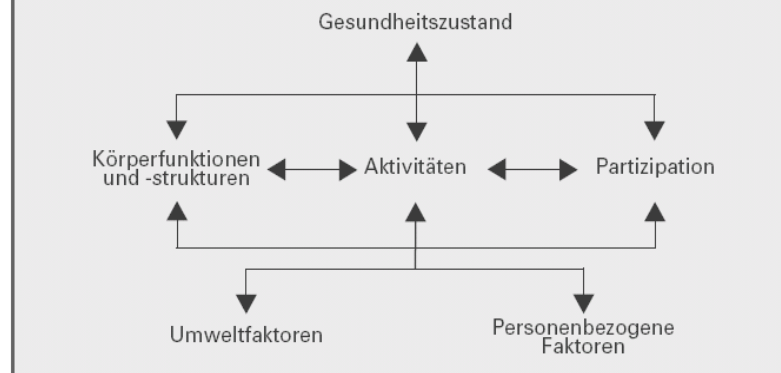 Gesundheitszustand
Körperfunktionen
und -strukturen
Aktivitäten
Partizipation
Umweltfaktoren
Personenbezogene
Faktoren